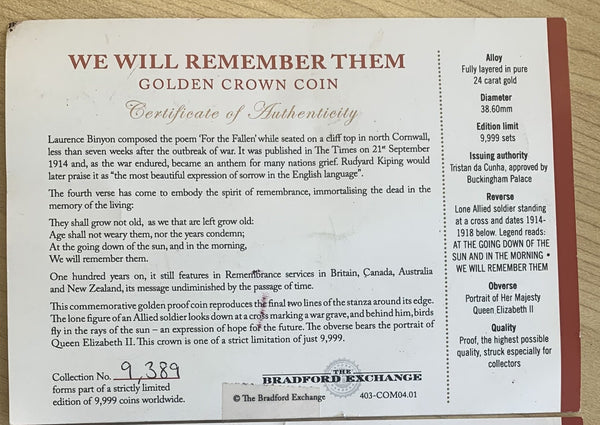 WE WILL REMEMBER THEM
GOLDEN CROWN COIN
Certificate of Authenticity
Laurence Binyon composed the poem 'For the Fallen' while seated on a cliff top in north Cornwall,
less than seven weeks after the outbreak of war. It was published in The Times on 21st September
1914 and, as the war endured, became an anthem for many nations grief. Rudyard Kiping would
later praise it as "the most beautiful expression of sorrow in the English language".
The fourth verse has come to embody the spirit of remembrance, immortalising the dead in the
memory of the living:
They shall grow not old, as we that are left grow old:
Age shall not weary them, nor the years condemn;
At the going down of the sun, and in the morning,
We will remember them.
One hundred years on, it still features in Remembrance services in Britain, Canada, Australia
and New Zealand, its message undiminished by the passage of time.
This commemorative golden proof coin reproduces the final two lines of the stanza around its edge.
The lone figure of an Allied soldier looks down at a cross marking a war grave, and behind him, birds
fly in the rays of the sun – an expression of hope for the future. The obverse bears the portrait of
Queen Elizabeth II. This crown is one of a strict limitation of just 9,999.
Collection No. 9,389
forms part of a strictly limited
edition of 9,999 coins worldwide.
THE
BRADFORD EXCHANGE
© The Bradford Exchange 403-COM04.01
Alloy
Fully layered in pure
24 carat gold
Diameter
38.60mm
Edition limit
9,999 sets
Issuing authority
Tristan da Cunha, approved by
Buckingham Palace
Reverse
Lone Allied soldier standing
at a cross and dates 1914-
1918 below. Legend reads:
AT THE GOING DOWN OF THE
SUN AND IN THE MORNING •
WE WILL REMEMBER THEM
Obverse
Portrait of Her Majesty
Queen Elizabeth II
Quality
Proof, the highest possible
quality, struck especially for
collectors